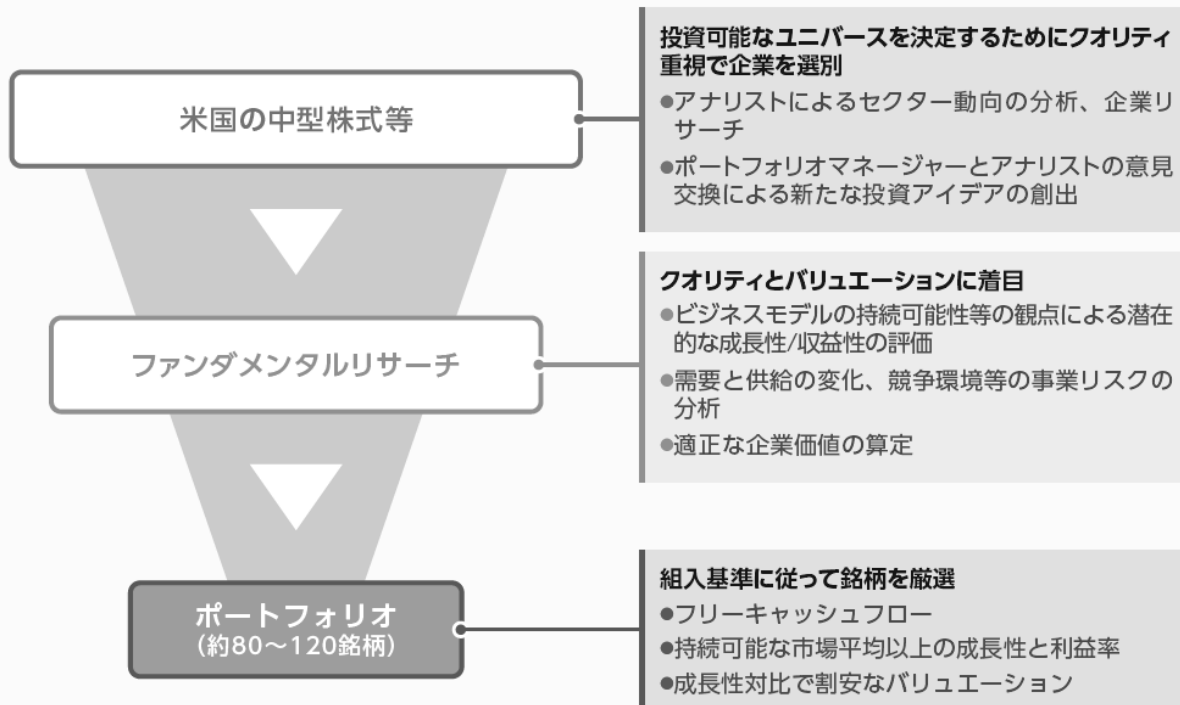 米国の中型株式等
投資可能なユニバースを決定するためにクオリティ
重視で企業を選別
●アナリストによるセクター動向の分析、企業リ
サーチ
●ポートフォリオマネージャーとアナリストの意見
交換による新たな投資アイデアの創出
ファンダメンタルリサーチ
クオリティとバリュエーションに着目
●ビジネスモデルの持続可能性等の観点による潜在
的な成長性/収益性の評価
●需要と供給の変化、競争環境等の事業リスクの
分析
●適正な企業価値の算定
ポートフォリオ
（約80〜120銘柄）
組入基準に従って銘柄を厳選
●フリーキャッシュフロー
●持続可能な市場平均以上の成長性と利益率
●成長性対比で割安なバリュエーション